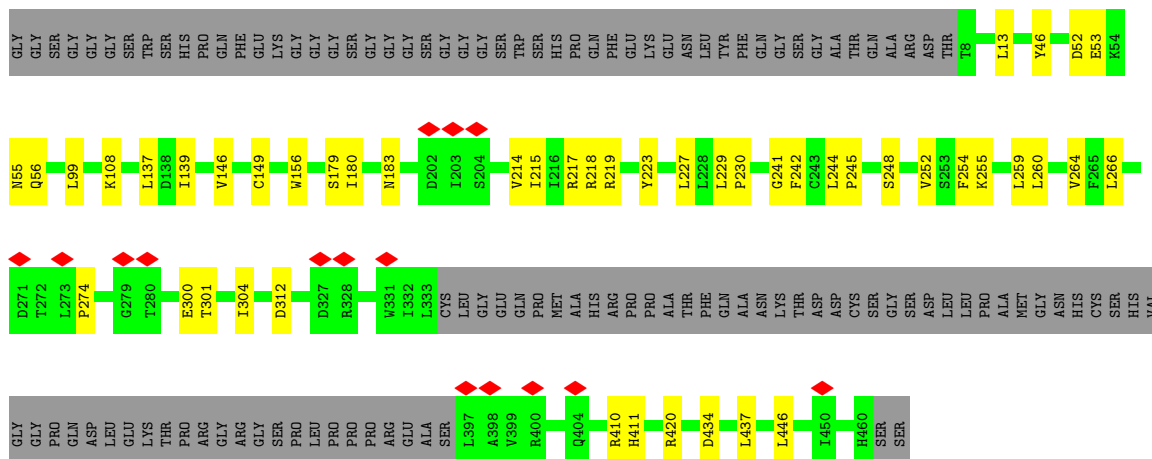 GLY GLY SER GLY GLY GLY SER TRP SER HIS PRO GLN PHE GLU LYS GLY GLY GLY SER GLY GLY GLY SER GLY GLY GLY SER TRP SER HIS PRO GLN PHE GLU LYS GLU ASN LEU TYR PHE GLN GLY SER GLY ALA THR GLN ALA ARG ASP THR T8 L13 Y46 D52 E53 K54
N55 Q56 L99 K108 L137 D138 I139 V146 C149 W156 S179 I180 N183 D202 I203 S204 V214 I215 I216 R217 R218 R219 Y223 L227 L228 L229 P230 G241 F242 C243 L244 P245 S248 V252 S253 F254 K255 L259 L260 V264 F265 L266
D271 T272 L273 P274 G279 T280 E300 T301 I304 D312 D327 R328 W331 I332 L333 CYS LEU GLY GLU GLN PRO MET ALA HIS ARG PRO PRO ALA THR PHE GLN ALA ASN LYS THR ASP ASP CYS SER GLY SER ASP LEU LEU PRO ALA MET GLY ASN HIS CYS SER HIS VAL
GLY GLY PRO GLN ASP LEU GLU LYS THR PRO ARG GLY ARG GLY SER PRO LEU PRO PRO PRO ARG GLU ALA SER L397 A398 V399 R400 Q404 R410 H411 R420 D434 L437 L446 I450 H460 SER SER